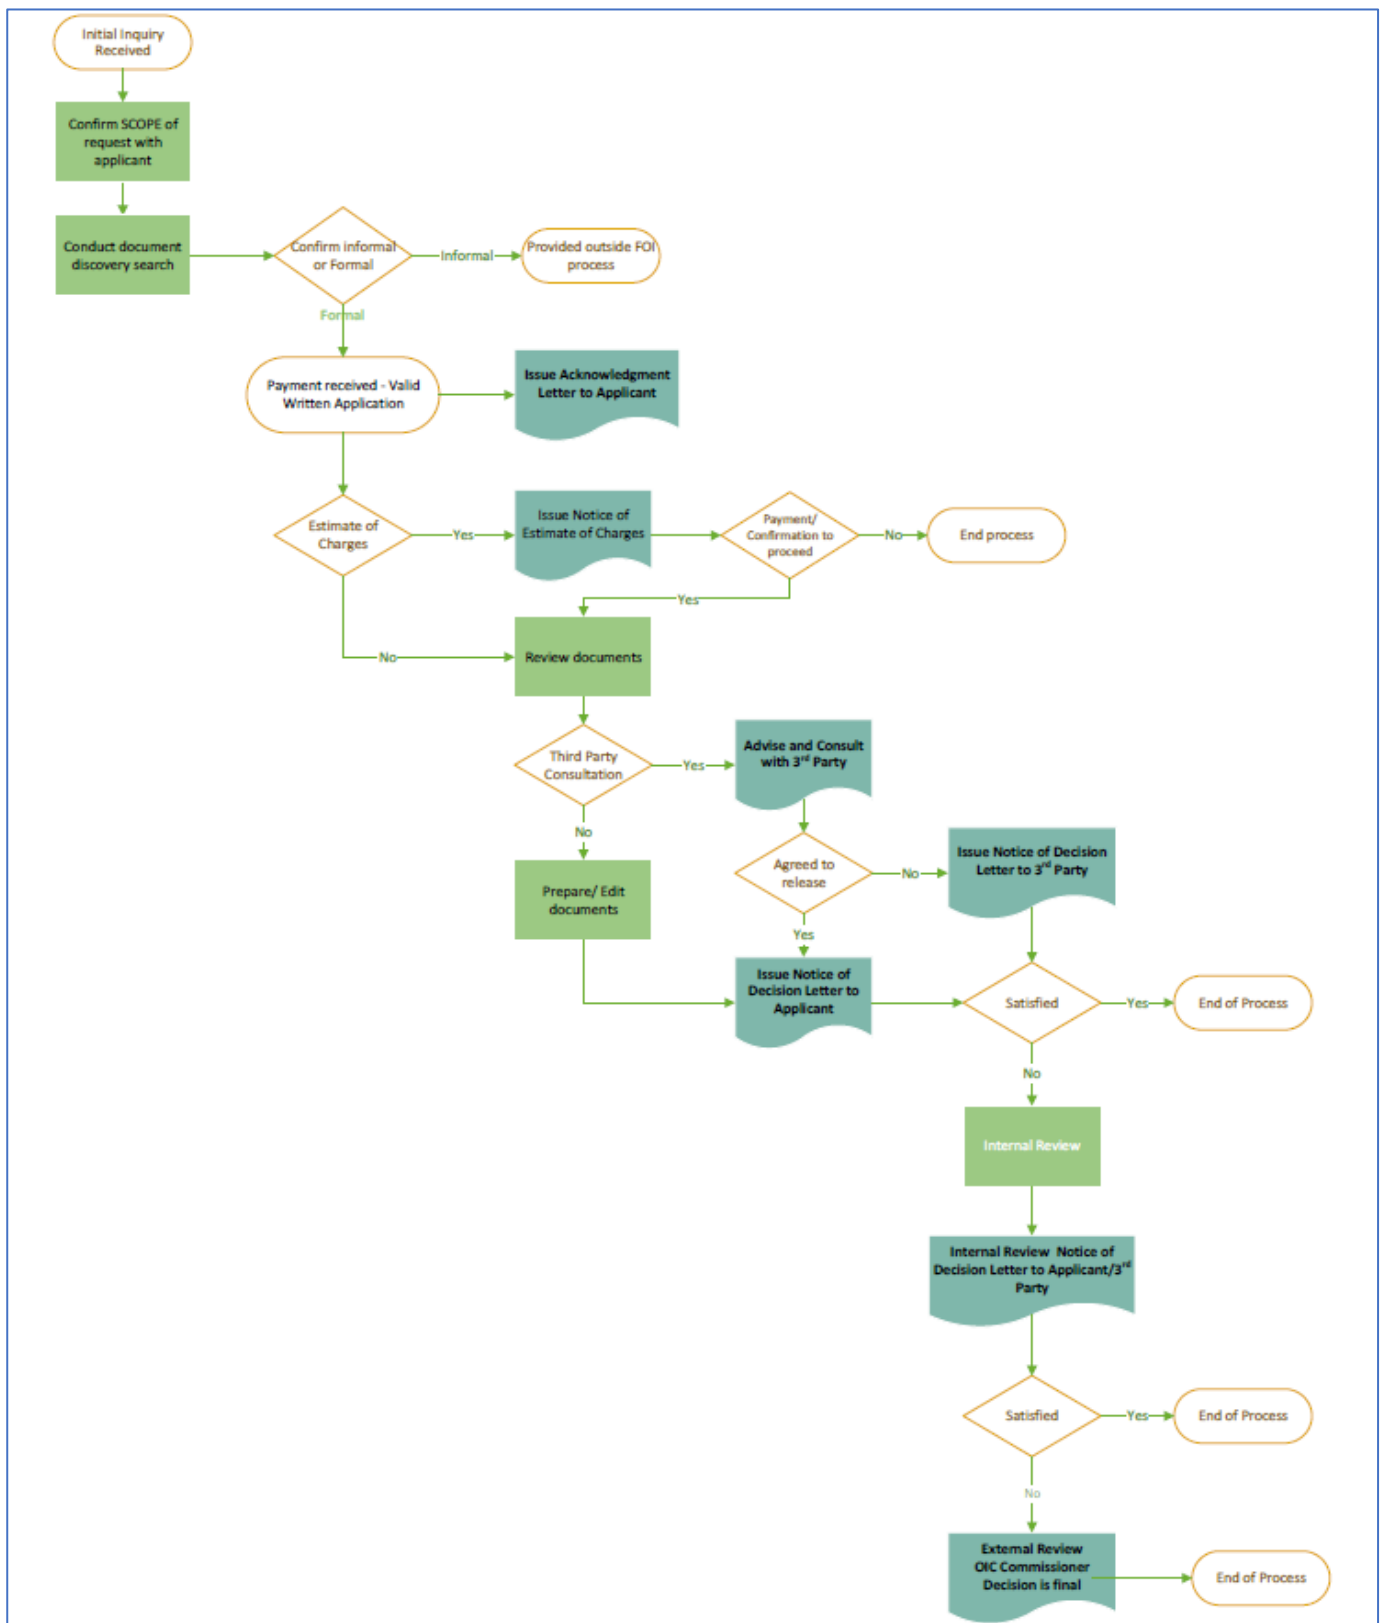 Initial Inquiry
Received
Confirm SCOPE of
request with
applicant
Conduct document
discovery search
Confirm informal
or Formal
Informal
Provided outside FOI
process
Formal
Payment received - Valid
Written Application
Issue Acknowledgment
Letter to Applicant
Estimate of
Charges
Yes
Issue Notice of
Estimate of Charges
Payment/
Confirmation to
proceed
No
End process
Yes
No
Review documents
Third Party
Consultation
Yes
Advise and Consult
with 3rd Party
No
Prepare/ Edit
documents
Agreed to
release
No
Issue Notice of Decision
Letter to 3rd Party
Yes
Issue Notice of
Decision Letter to
Applicant
Satisfied
Yes
End of Process
No
Internal Review
Internal Review Notice of
Decision Letter to Applicant/3rd
Party
Satisfied
Yes
End of Process
No
External Review
OIC Commissioner
Decision is final
End of Process